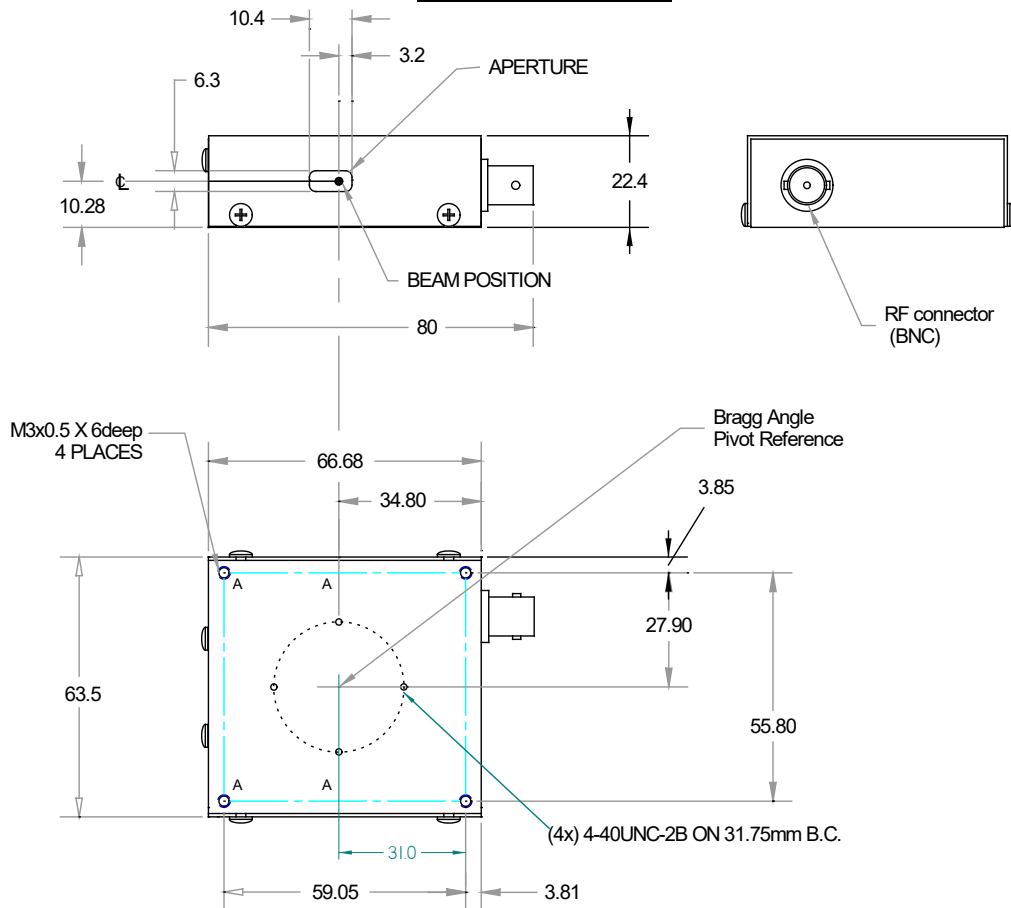 10.4
3.2
APERTURE
6.3
℄
22.4
10.28
BEAM POSITION
80
RF connector
(BNC)
M3x0.5 X 6deep
4 PLACES
Bragg Angle
Pivot Reference
66.68
34.80
3.85
A
A
27.90
63.5
55.80
A
A
(4x) 4-40UNC-2B ON 31.75mm B.C.
31.0
59.05
3.81